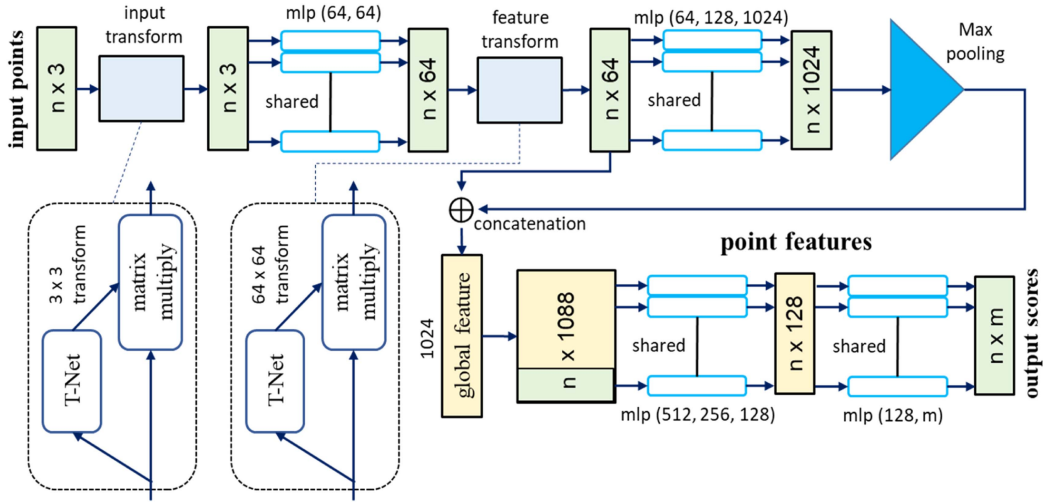 input points
n x 3
input
transform
n x 3
mlp (64, 64)
shared
n x 64
feature
transform
n x 64
mlp (64, 128, 1024)
shared
n x 1024
Max
pooling
3 x 3
transform
T-Net
matrix
multiply
64 x 64
transform
T-Net
matrix
multiply
concatenation
1024
global feature
point features
n x 1088
shared
mlp (512, 256, 128)
n x 128
shared
mlp (128, m)
n x m
output scores